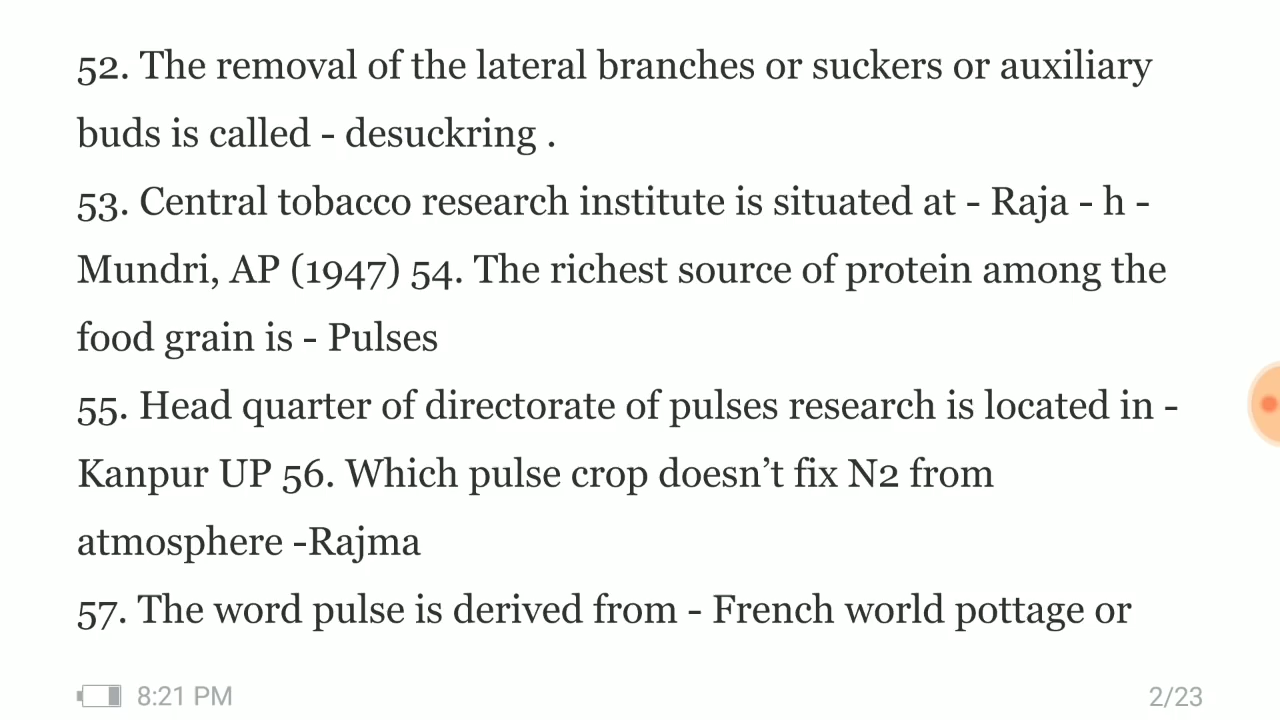 52. The removal of the lateral branches or suckers or auxiliary
buds is called - desuckring .
53. Central tobacco research institute is situated at - Raja - h -
Mundri, AP (1947) 54. The richest source of protein among the
food grain is - Pulses
55. Head quarter of directorate of pulses research is located in -
Kanpur UP 56. Which pulse crop doesn’t fix N2 from
atmosphere -Rajma
57. The word pulse is derived from - French world pottage or
8:21 PM 2/23